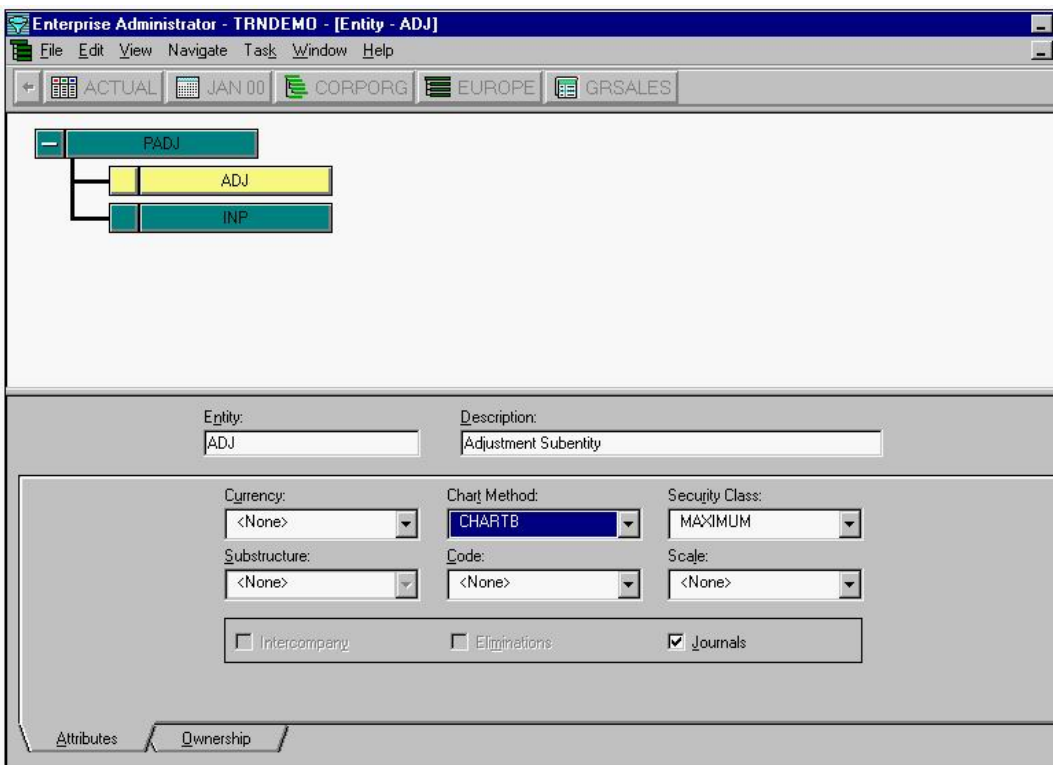 Enterprise Administrator - TRNDEMO - [Entity - ADJ]
File Edit View Navigate Task Window Help
ACTUAL JAN 00 CORPORG EUROPE GRSALES
PADJ
ADJ
INP
Entity: Description:
ADJ Adjustment Subentity
Currency: Chart Method: Security Class:
<None> CHARTB MAXIMUM
Substructure: Code: Scale:
<None> <None> <None>
Intercompany Eliminations Journals
Attributes Ownership